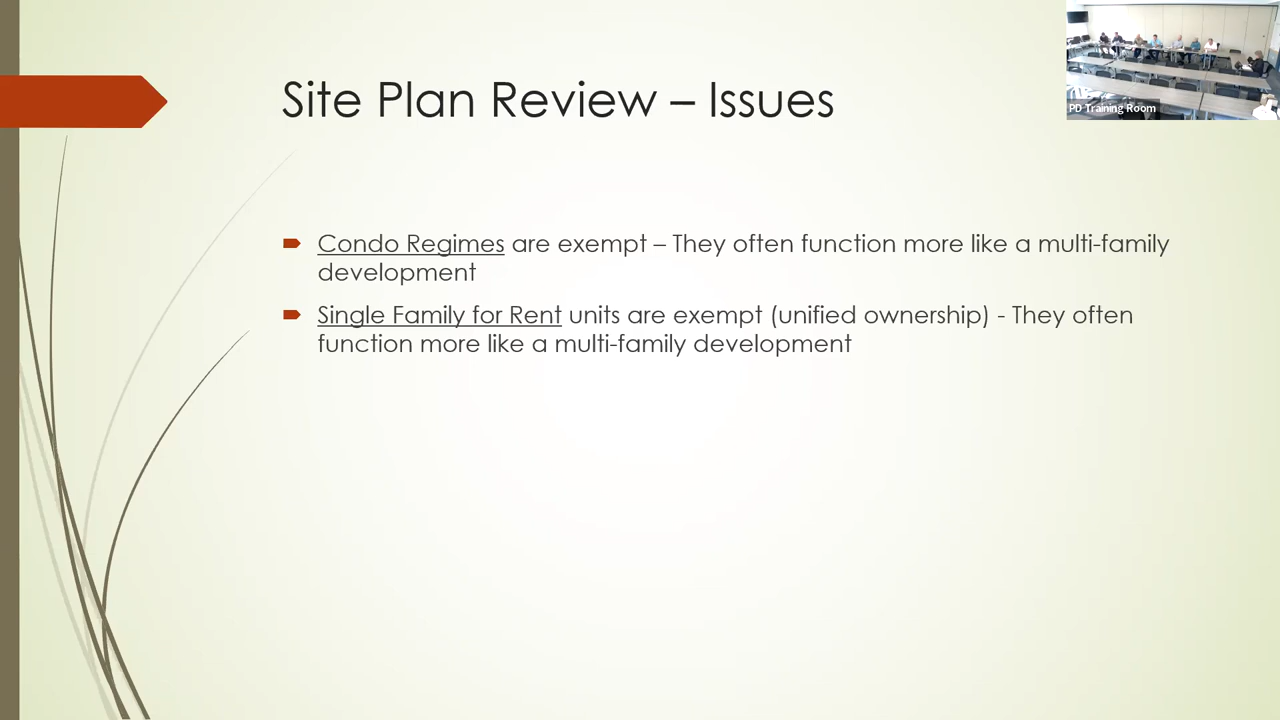 Site Plan Review – Issues
PD Training Room
Condo Regimes are exempt – They often function more like a multi-family
development
Single Family for Rent units are exempt (unified ownership) - They often
function more like a multi-family development